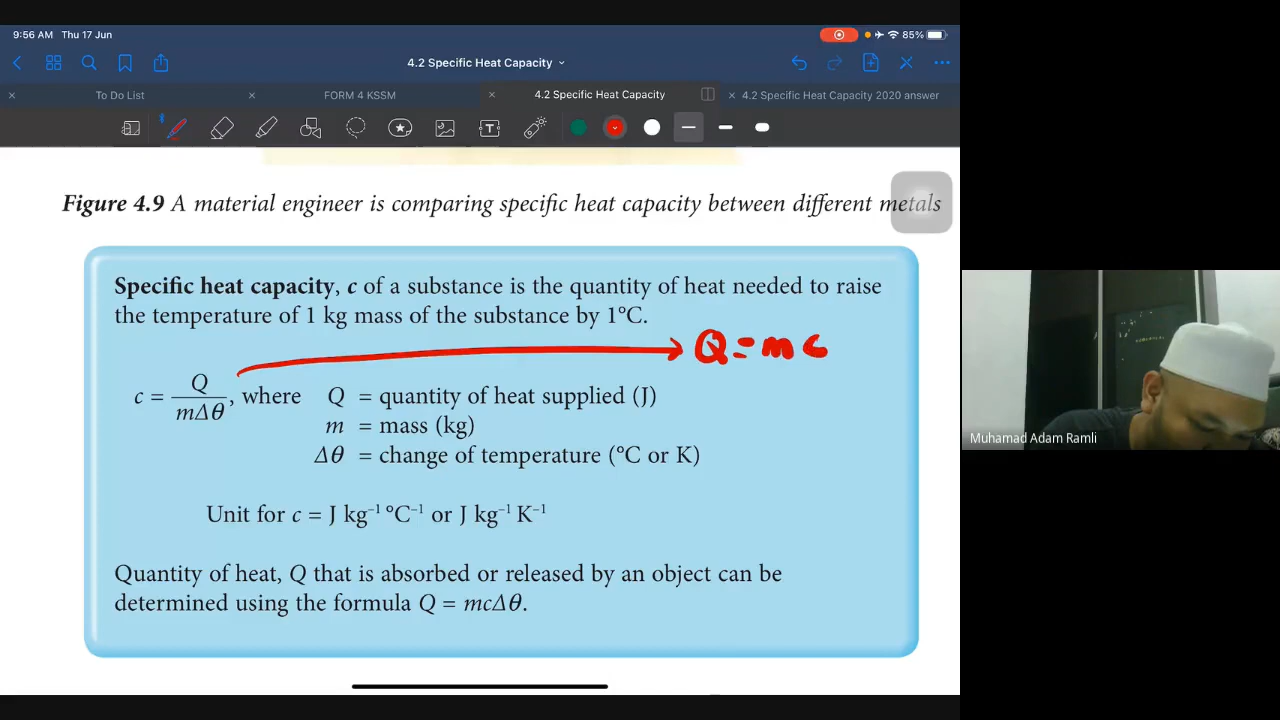 9:56 AM Thu 17 Jun
85%
4.2 Specific Heat Capacity
To Do List
FORM 4 KSSM
4.2 Specific Heat Capacity
4.2 Specific Heat Capacity 2020 answer
Figure 4.9 A material engineer is comparing specific heat capacity between different metals
Specific heat capacity, c of a substance is the quantity of heat needed to raise
the temperature of 1 kg mass of the substance by 1°C.
Q = m c
c = Q/mΔθ, where Q = quantity of heat supplied (J)
m = mass (kg)
Δθ = change of temperature (°C or K)
Unit for c = J kg⁻¹ °C⁻¹ or J kg⁻¹ K⁻¹
Quantity of heat, Q that is absorbed or released by an object can be
determined using the formula Q = mcΔθ.
Muhamad Adam Ramli